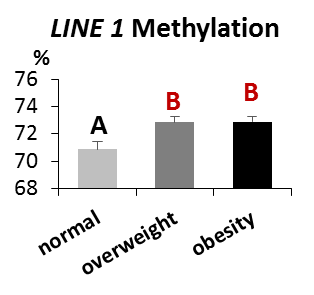 LINE 1 Methylation
%
76
74
72
70
68
A
B
B
normal
overweight
obesity